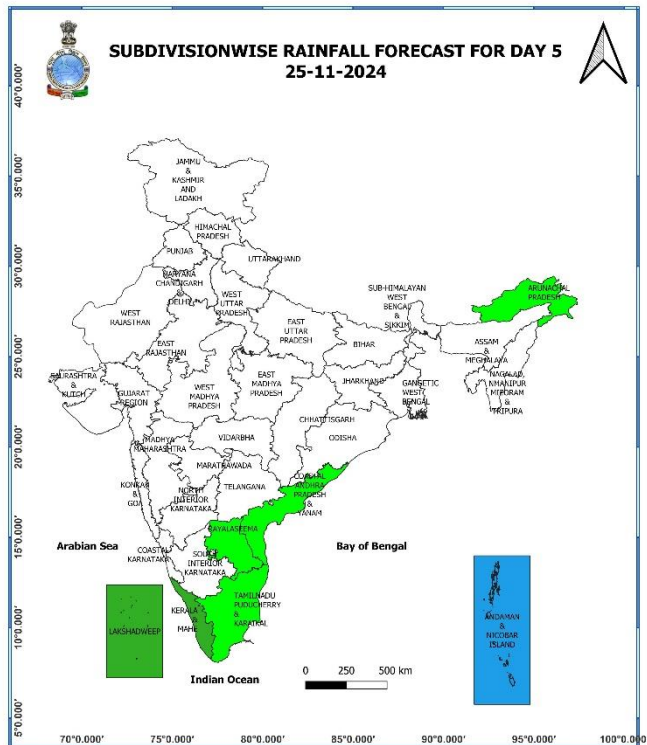 SUBDIVISIONWISE RAINFALL FORECAST FOR DAY 5
25-11-2024
40°0.000'
35°0.000'
30°0.000'
25°0.000'
20°0.000'
15°0.000'
10°0.000'
5°0.000'
JAMMU
&
KASHMIR
AND
LADAKH
HIMACHAL
PRADESH
PUNJAB
UTTARAKHAND
HARYANA
CHANDIGARH
&
DELHI
WEST
UTTAR
PRADESH
WEST
RAJASTHAN
EAST
RAJASTHAN
EAST
UTTAR
PRADESH
SUB-HIMALAYAN
WEST
BENGAL
&
SIKKIM
ARUNACHAL
PRADESH
BIHAR
ASSAM
&
MEGHALAYA
NAGALAD
NMANIPUR
MIZORAM
&
TRIPURA
SAURASHTRA
&
KUTCH
GUJARAT
REGION
WEST
MADHYA
PRADESH
EAST
MADHYA
PRADESH
JHARKHAND
GANGETIC
WEST
BENGAL
CHHATTISGARH
ODISHA
MADHYA
MAHARSHTRA
VIDARBHA
MARATHAWADA
TELANGANA
COASTAL
ANDHRA
PRADESH
&
YANAM
KONKAN
&
GOA
NORTH
INTERIOR
KARNATAKA
RAYALASEEMA
Arabian Sea
Bay of Bengal
COASTAL
KARNATAKA
SOUTH
INTERIOR
KARNATAKA
TAMILNADU
PUDUCHERRY
&
KARAIKAL
KERALA
&
MAHE
LAKSHADWEEP
ANDAMAN
&
NICOBAR
ISLAND
Indian Ocean
0 250 500 km
70°0.000' 75°0.000' 80°0.000' 85°0.000' 90°0.000' 95°0.000' 100°0.000'